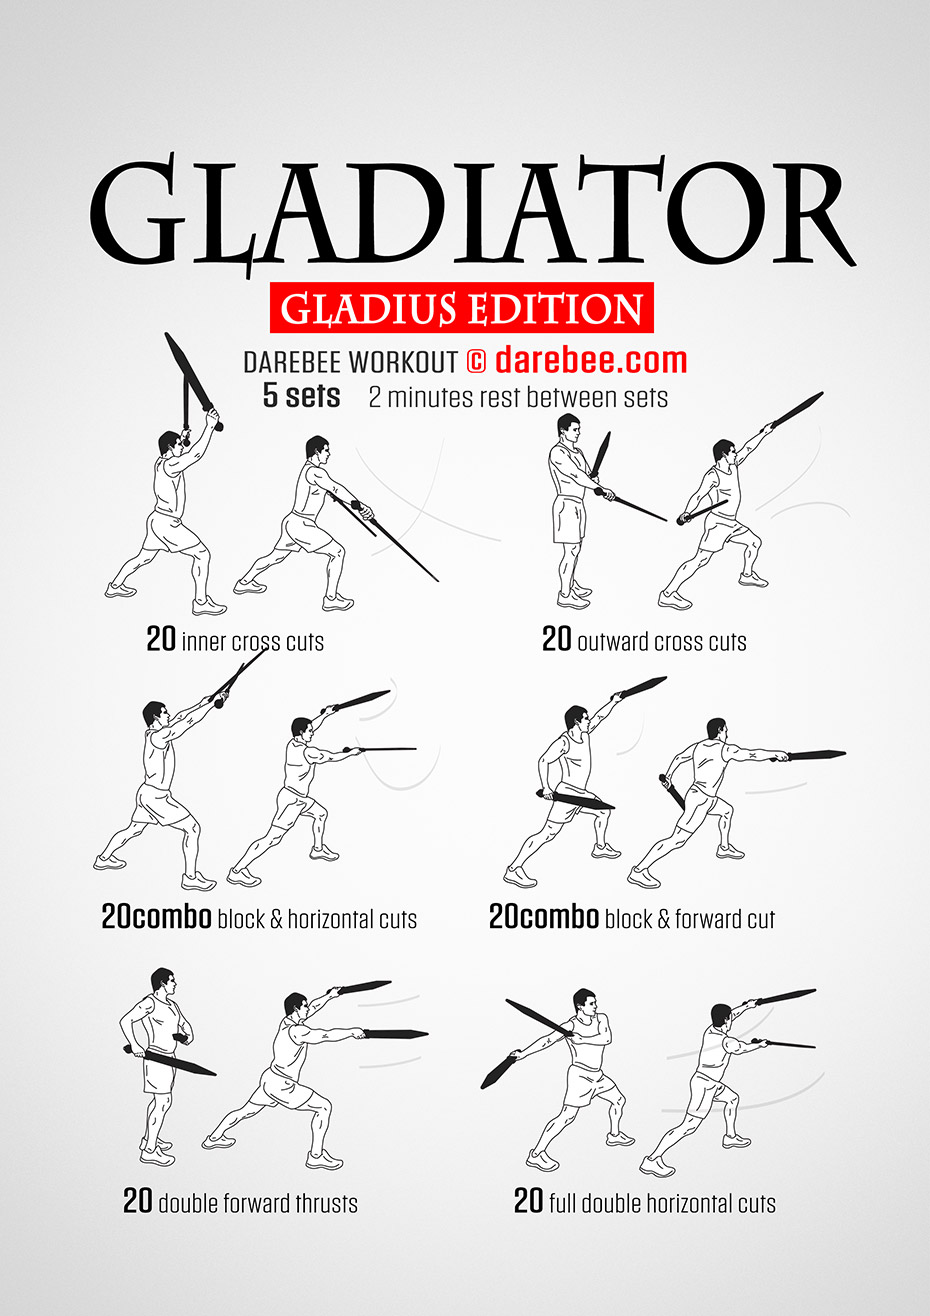 GLADIATOR
GLADIUS EDITION
DAREBEE WORKOUT © darebee.com
5 sets 2 minutes rest between sets
20 inner cross cuts
20 outward cross cuts
20combo block & horizontal cuts
20combo block & forward cut
20 double forward thrusts
20 full double horizontal cuts